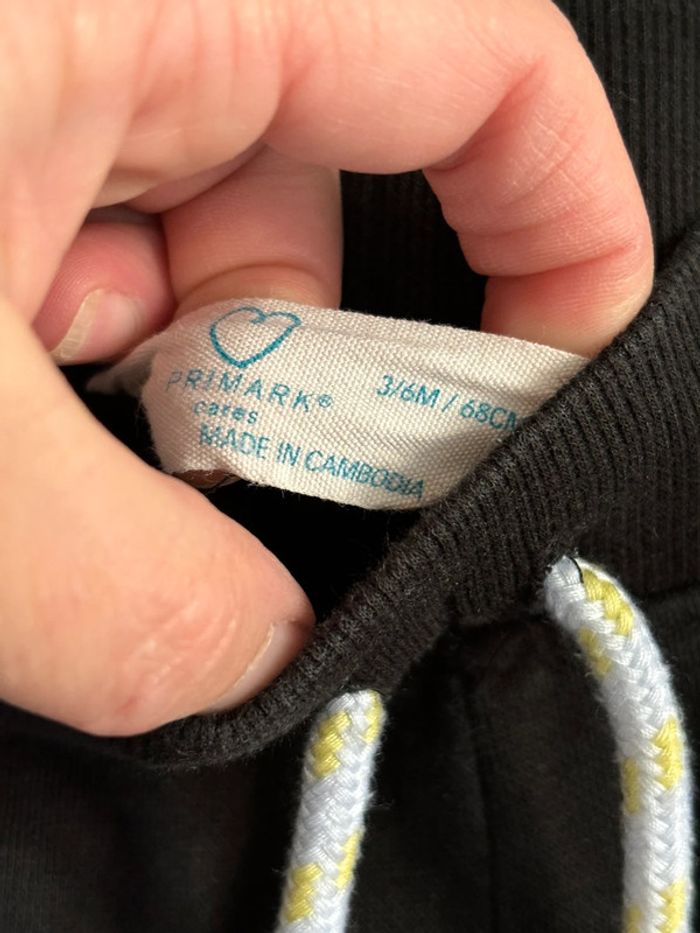 PRIMARK®
cares
3/6M / 68CM
MADE IN CAMBODIA